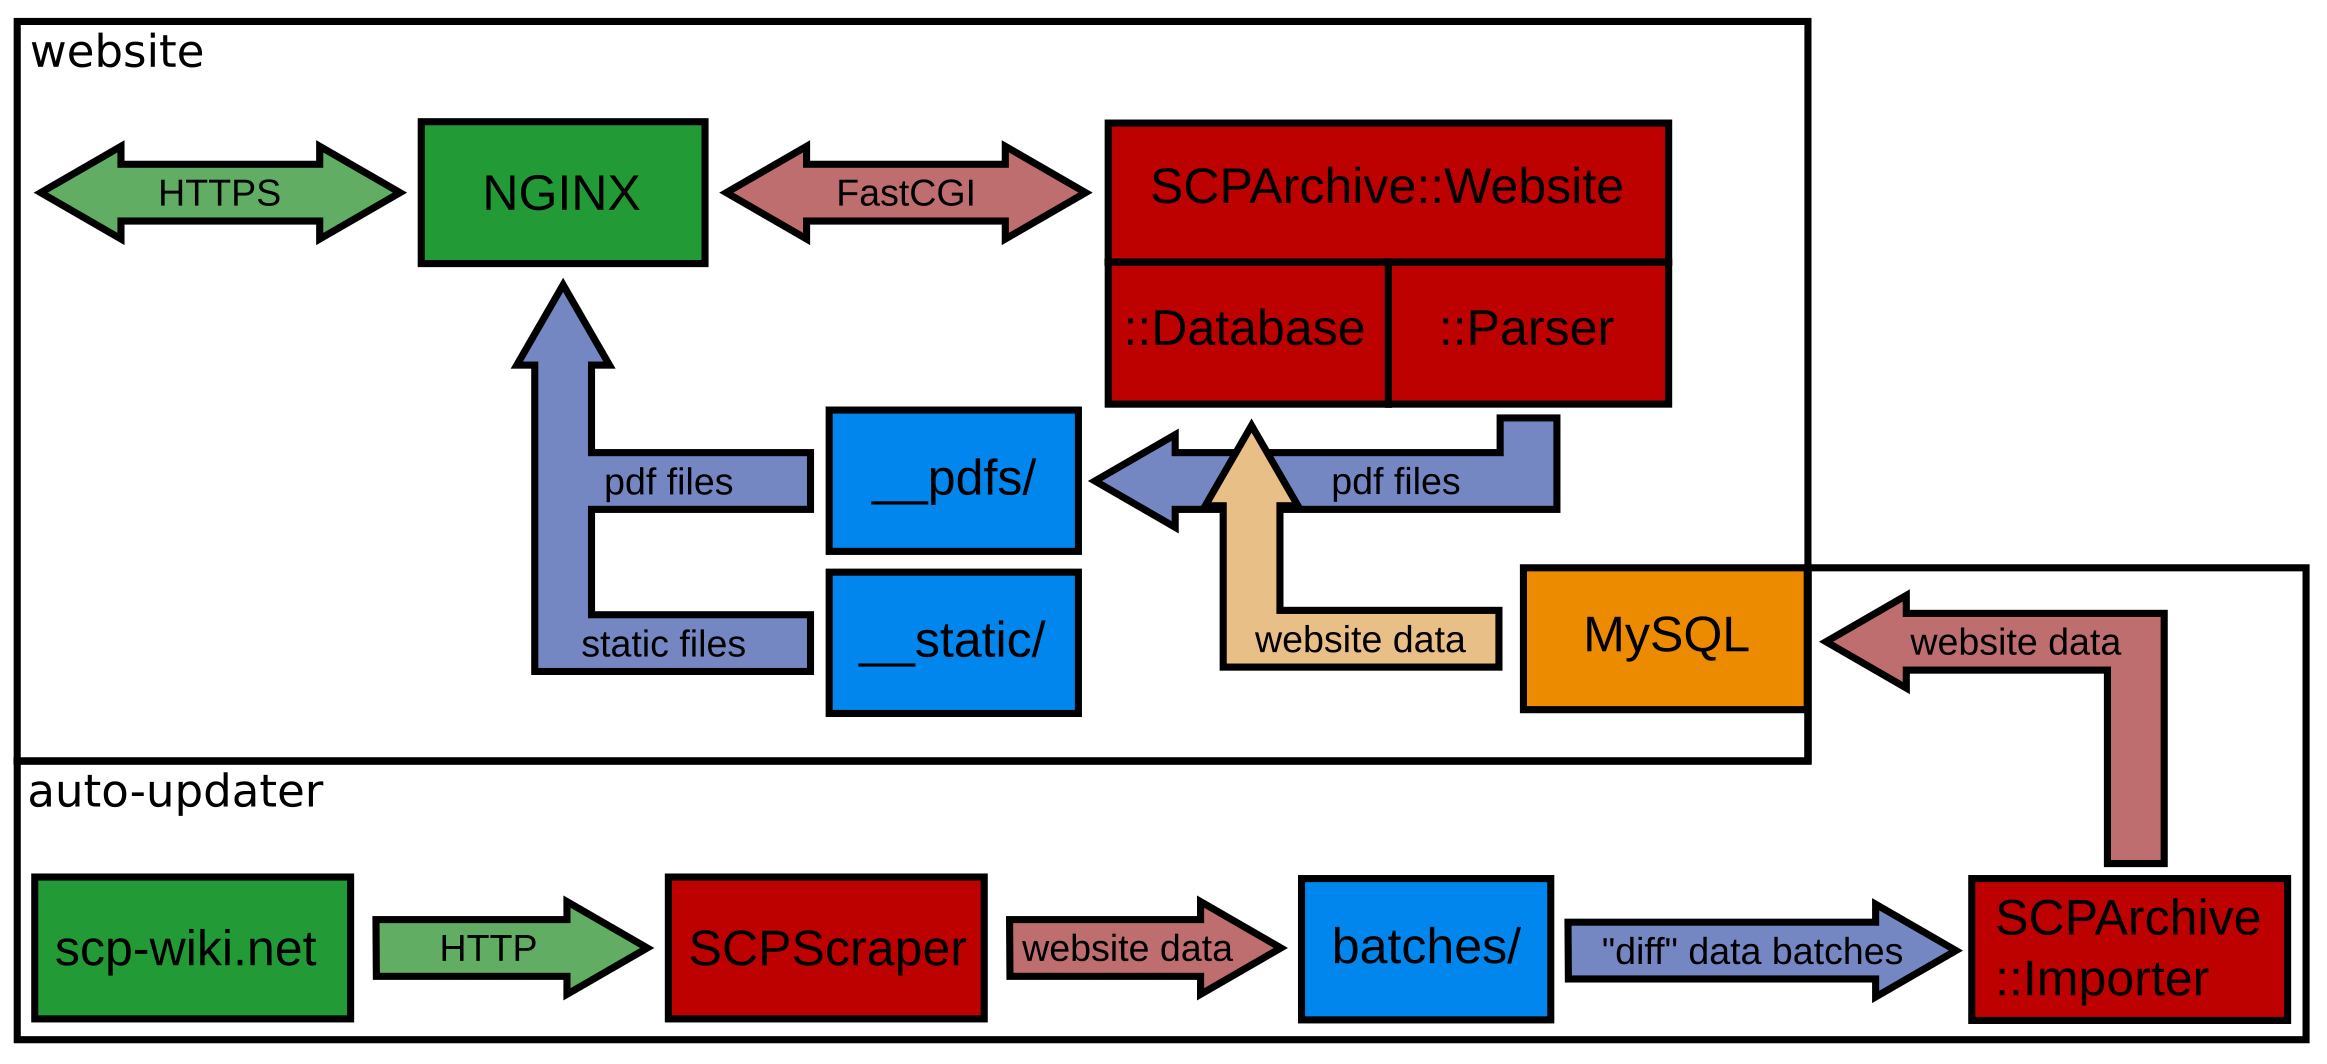 website
HTTPS
NGINX
FastCGI
SCPArchive::Website
::Database
::Parser
pdf files
__pdfs/
pdf files
static files
__static/
website data
MySQL
website data
auto-updater
scp-wiki.net
HTTP
SCPScraper
website data
batches/
"diff" data batches
SCPArchive
::Importer